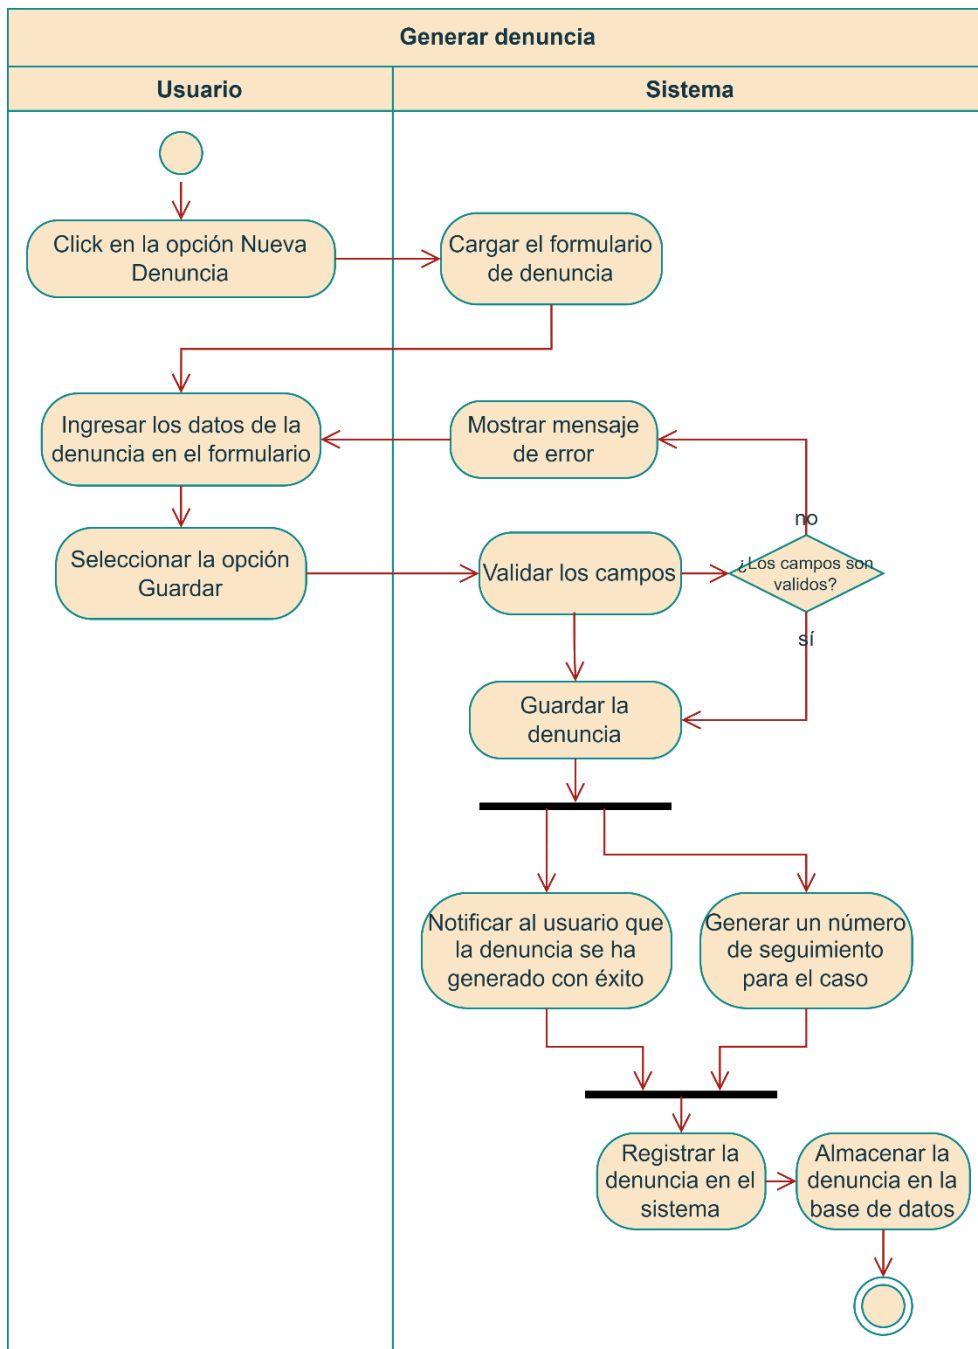 Generar denuncia
Usuario
Sistema
Click en la opción Nueva
Denuncia
Cargar el formulario
de denuncia
Ingresar los datos de la
denuncia en el formulario
Mostrar mensaje
de error
no
Seleccionar la opción
Guardar
Validar los campos
¿Los campos son
validos?
sí
Guardar la
denuncia
Notificar al usuario que
la denuncia se ha
generado con éxito
Generar un número
de seguimiento
para el caso
Registrar la
denuncia en el
sistema
Almacenar la
denuncia en la
base de datos